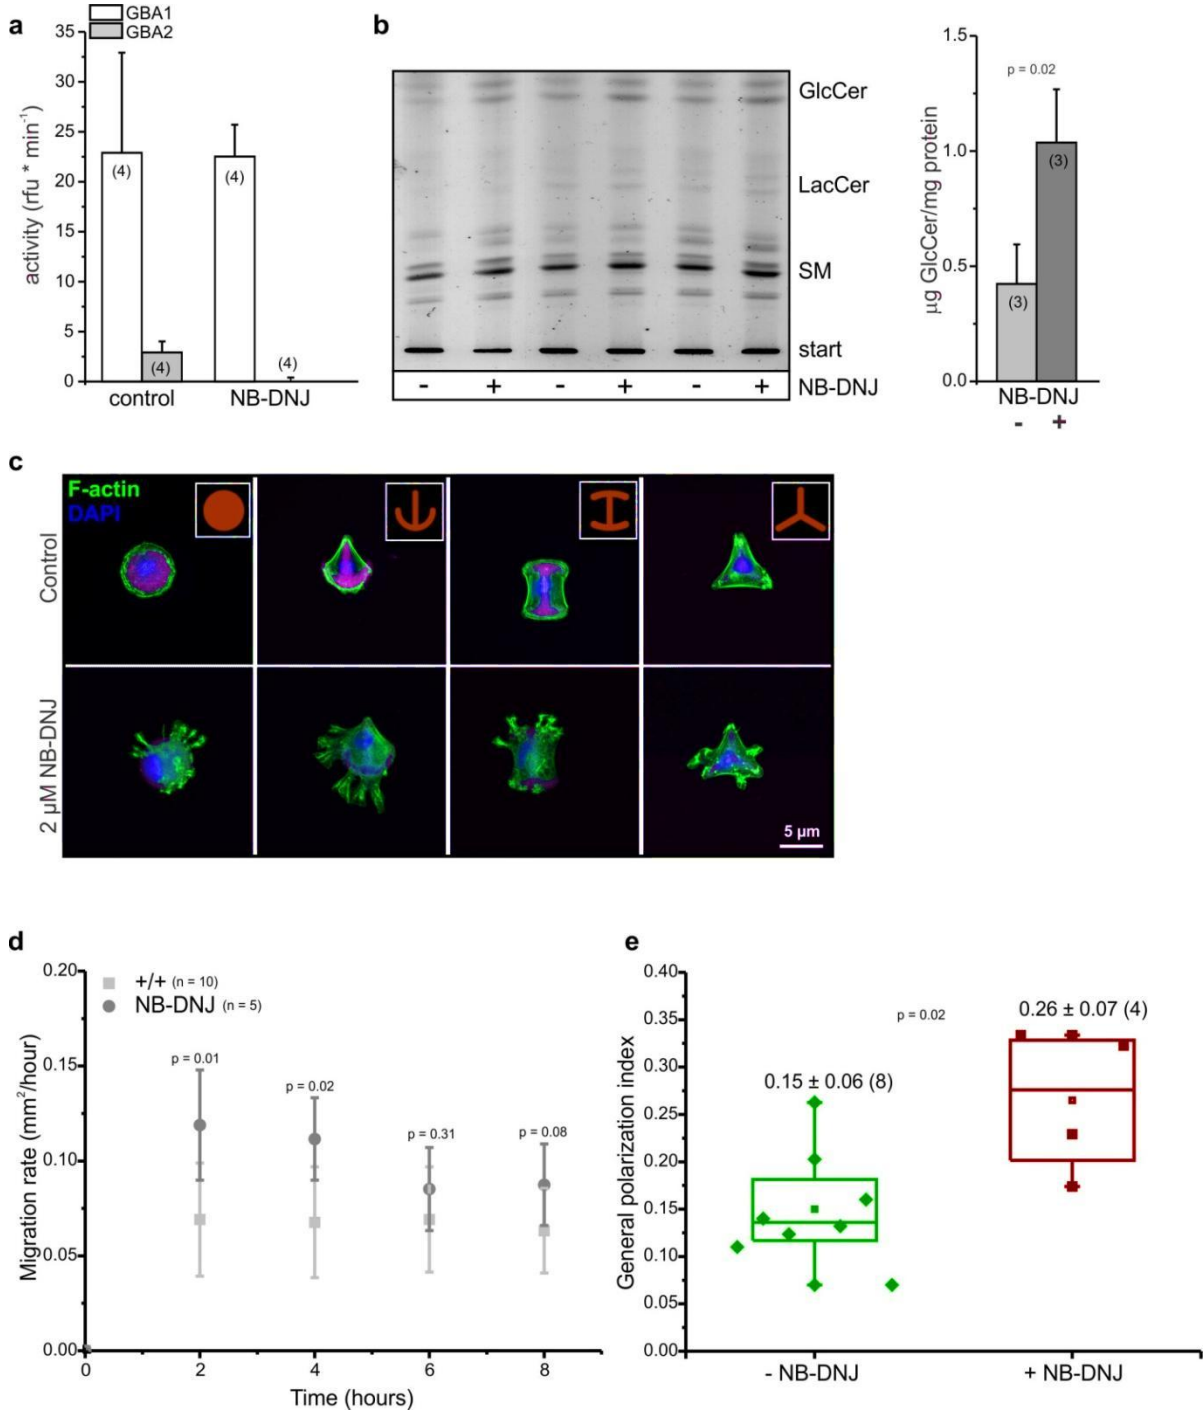 a
GBA1
GBA2
activity (rfu * min⁻¹)
35
30
25
20
15
10
5
0
(4)
(4)
(4)
(4)
control
NB-DNJ
b
GlcCer
LacCer
SM
start
- + - + - + NB-DNJ
µg GlcCer/mg protein
1.5
1.0
0.5
0.0
p = 0.02
(3)
(3)
NB-DNJ
- +
c
F-actin
DAPI
Control
2 µM NB-DNJ
5 µm
d
Migration rate (mm²/hour)
0.20
0.15
0.10
0.05
0.00
+/+ (n = 10)
NB-DNJ (n = 5)
p = 0.01
p = 0.02
p = 0.31
p = 0.08
0 2 4 6 8
Time (hours)
e
General polarization index
0.40
0.35
0.30
0.25
0.20
0.15
0.10
0.05
0.00
p = 0.02
0.26 ± 0.07 (4)
0.15 ± 0.06 (8)
- NB-DNJ
+ NB-DNJ